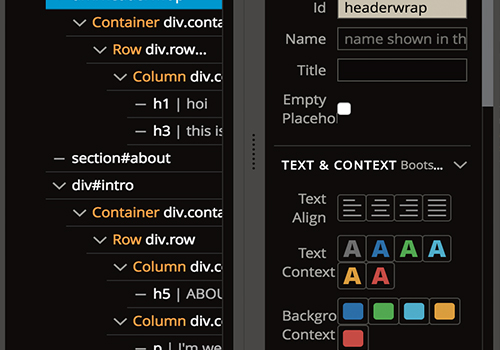 Container div.conta
Row div.row...
Column div.c
h1 | hoi
h3 | this is
section#about
div#intro
Container div.conta
Row div.row
Column div.c
h5 | ABOU
Column div.c
p | I'm we
Id headerwrap
Name name shown in th
Title
Empty
Placehol
TEXT & CONTEXT Boots...
Text
Align
Text
Context
A A A A
A A
Backgro
Context